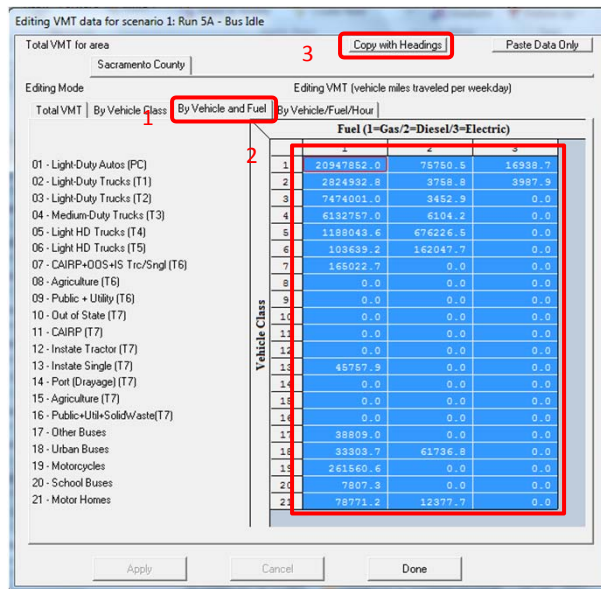 Editing VMT data for scenario 1: Run 5A - Bus Idle
Total VMT for area
3
Copy with Headings
Paste Data Only
Sacramento County
Editing Mode
Editing VMT (vehicle miles traveled per weekday)
Total VMT
By Vehicle Class
By Vehicle and Fuel
By Vehicle/Fuel/Hour
1
Fuel (1=Gas/2=Diesel/3=Electric)
2
1 2 3
01 - Light-Duty Autos (PC) 1 20947852.0 75750.5 16938.7
02 - Light-Duty Trucks (T1) 2 2824932.8 3758.8 3987.9
03 - Light-Duty Trucks (T2) 3 7474001.0 3452.9 0.0
04 - Medium-Duty Trucks (T3) 4 6132757.0 6104.2 0.0
05 - Light HD Trucks (T4) 5 1188043.6 676226.5 0.0
06 - Light HD Trucks (T5) 6 103639.2 162047.7 0.0
07 - CAIRP+OOS+IS Trc/Sngl (T6) 7 165022.7 0.0 0.0
08 - Agriculture (T6) 8 0.0 0.0 0.0
09 - Public + Utility (T6) 9 0.0 0.0 0.0
10 - Out of State (T7) 10 0.0 0.0 0.0
11 - CAIRP (T7) 11 0.0 0.0 0.0
12 - Instate Tractor (T7) 12 0.0 0.0 0.0
13 - Instate Single (T7) 13 45757.9 0.0 0.0
14 - Port (Drayage) (T7) 14 0.0 0.0 0.0
15 - Agriculture (T7) 15 0.0 0.0 0.0
16 - Public+Util+SolidWaste(T7) 16 0.0 0.0 0.0
17 - Other Buses 17 38809.0 0.0 0.0
18 - Urban Buses 18 33303.7 61736.8 0.0
19 - Motorcycles 19 261560.6 0.0 0.0
20 - School Buses 20 7807.3 0.0 0.0
21 - Motor Homes 21 78771.2 12377.7 0.0
Vehicle Class
Apply
Cancel
Done